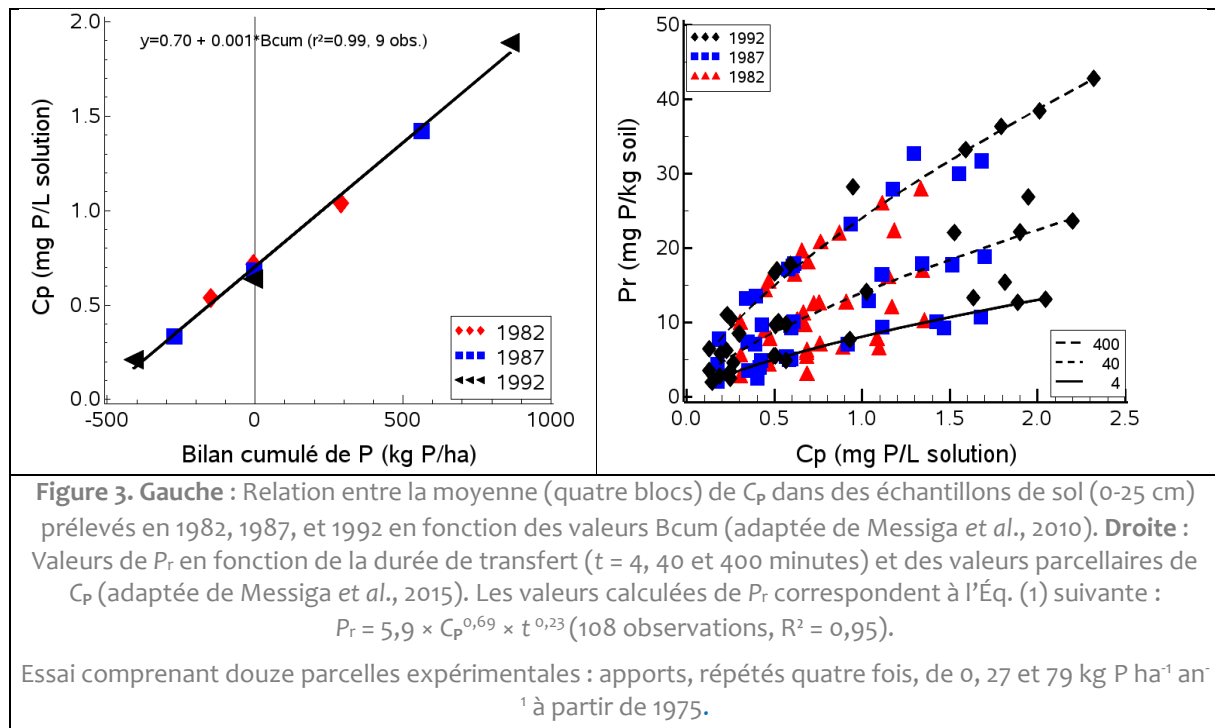 2.0
1.5
1.0
0.5
0.0
Cp (mg P/L solution)
y=0.70 + 0.001*Bcum (r²=0.99, 9 obs.)
1982
1987
1992
-500
0
500
1000
Bilan cumulé de P (kg P/ha)
50
40
30
20
10
0
Pr (mg P/kg soil)
1992
1987
1982
400
40
4
0.0
0.5
1.0
1.5
2.0
2.5
Cp (mg P/L solution)
Figure 3. Gauche : Relation entre la moyenne (quatre blocs) de Cₚ dans des échantillons de sol (0-25 cm)
prélevés en 1982, 1987, et 1992 en fonction des valeurs Bcum (adaptée de Messiga et al., 2010). Droite :
Valeurs de Pᵣ en fonction de la durée de transfert (t = 4, 40 et 400 minutes) et des valeurs parcellaires de
Cₚ (adaptée de Messiga et al., 2015). Les valeurs calculées de Pᵣ correspondent à l’Éq. (1) suivante :
Pᵣ = 5,9 × Cₚ⁰,⁶⁹ × t ⁰,²³ (108 observations, R² = 0,95).
Essai comprenant douze parcelles expérimentales : apports, répétés quatre fois, de 0, 27 et 79 kg P ha⁻¹ an⁻
¹ à partir de 1975.